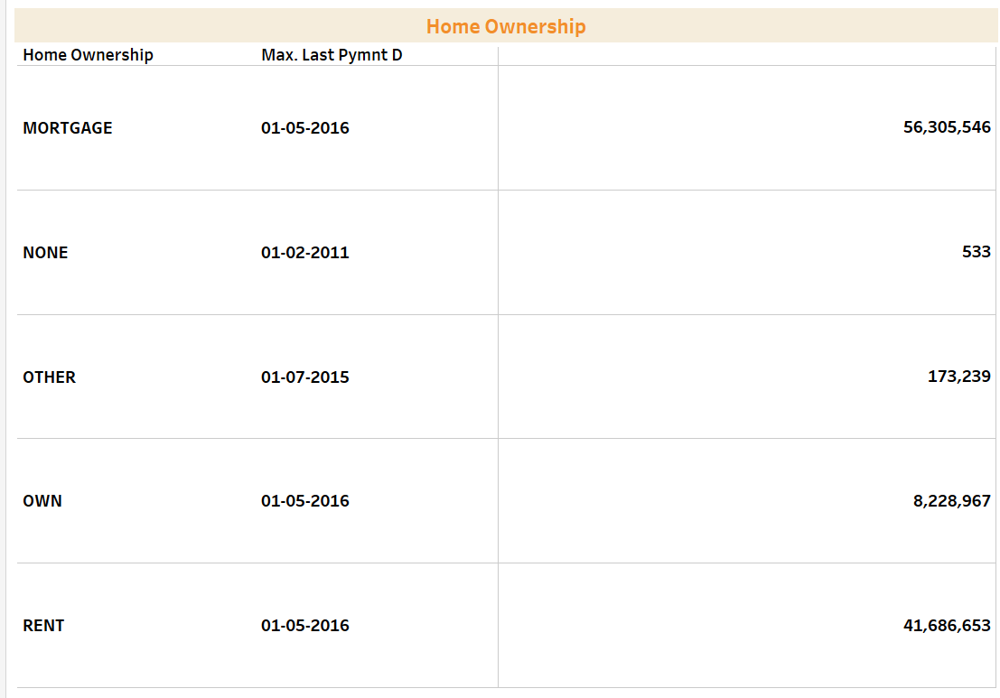 Home Ownership
Home Ownership Max. Last Pymnt D
MORTGAGE 01-05-2016 56,305,546
NONE 01-02-2011 533
OTHER 01-07-2015 173,239
OWN 01-05-2016 8,228,967
RENT 01-05-2016 41,686,653